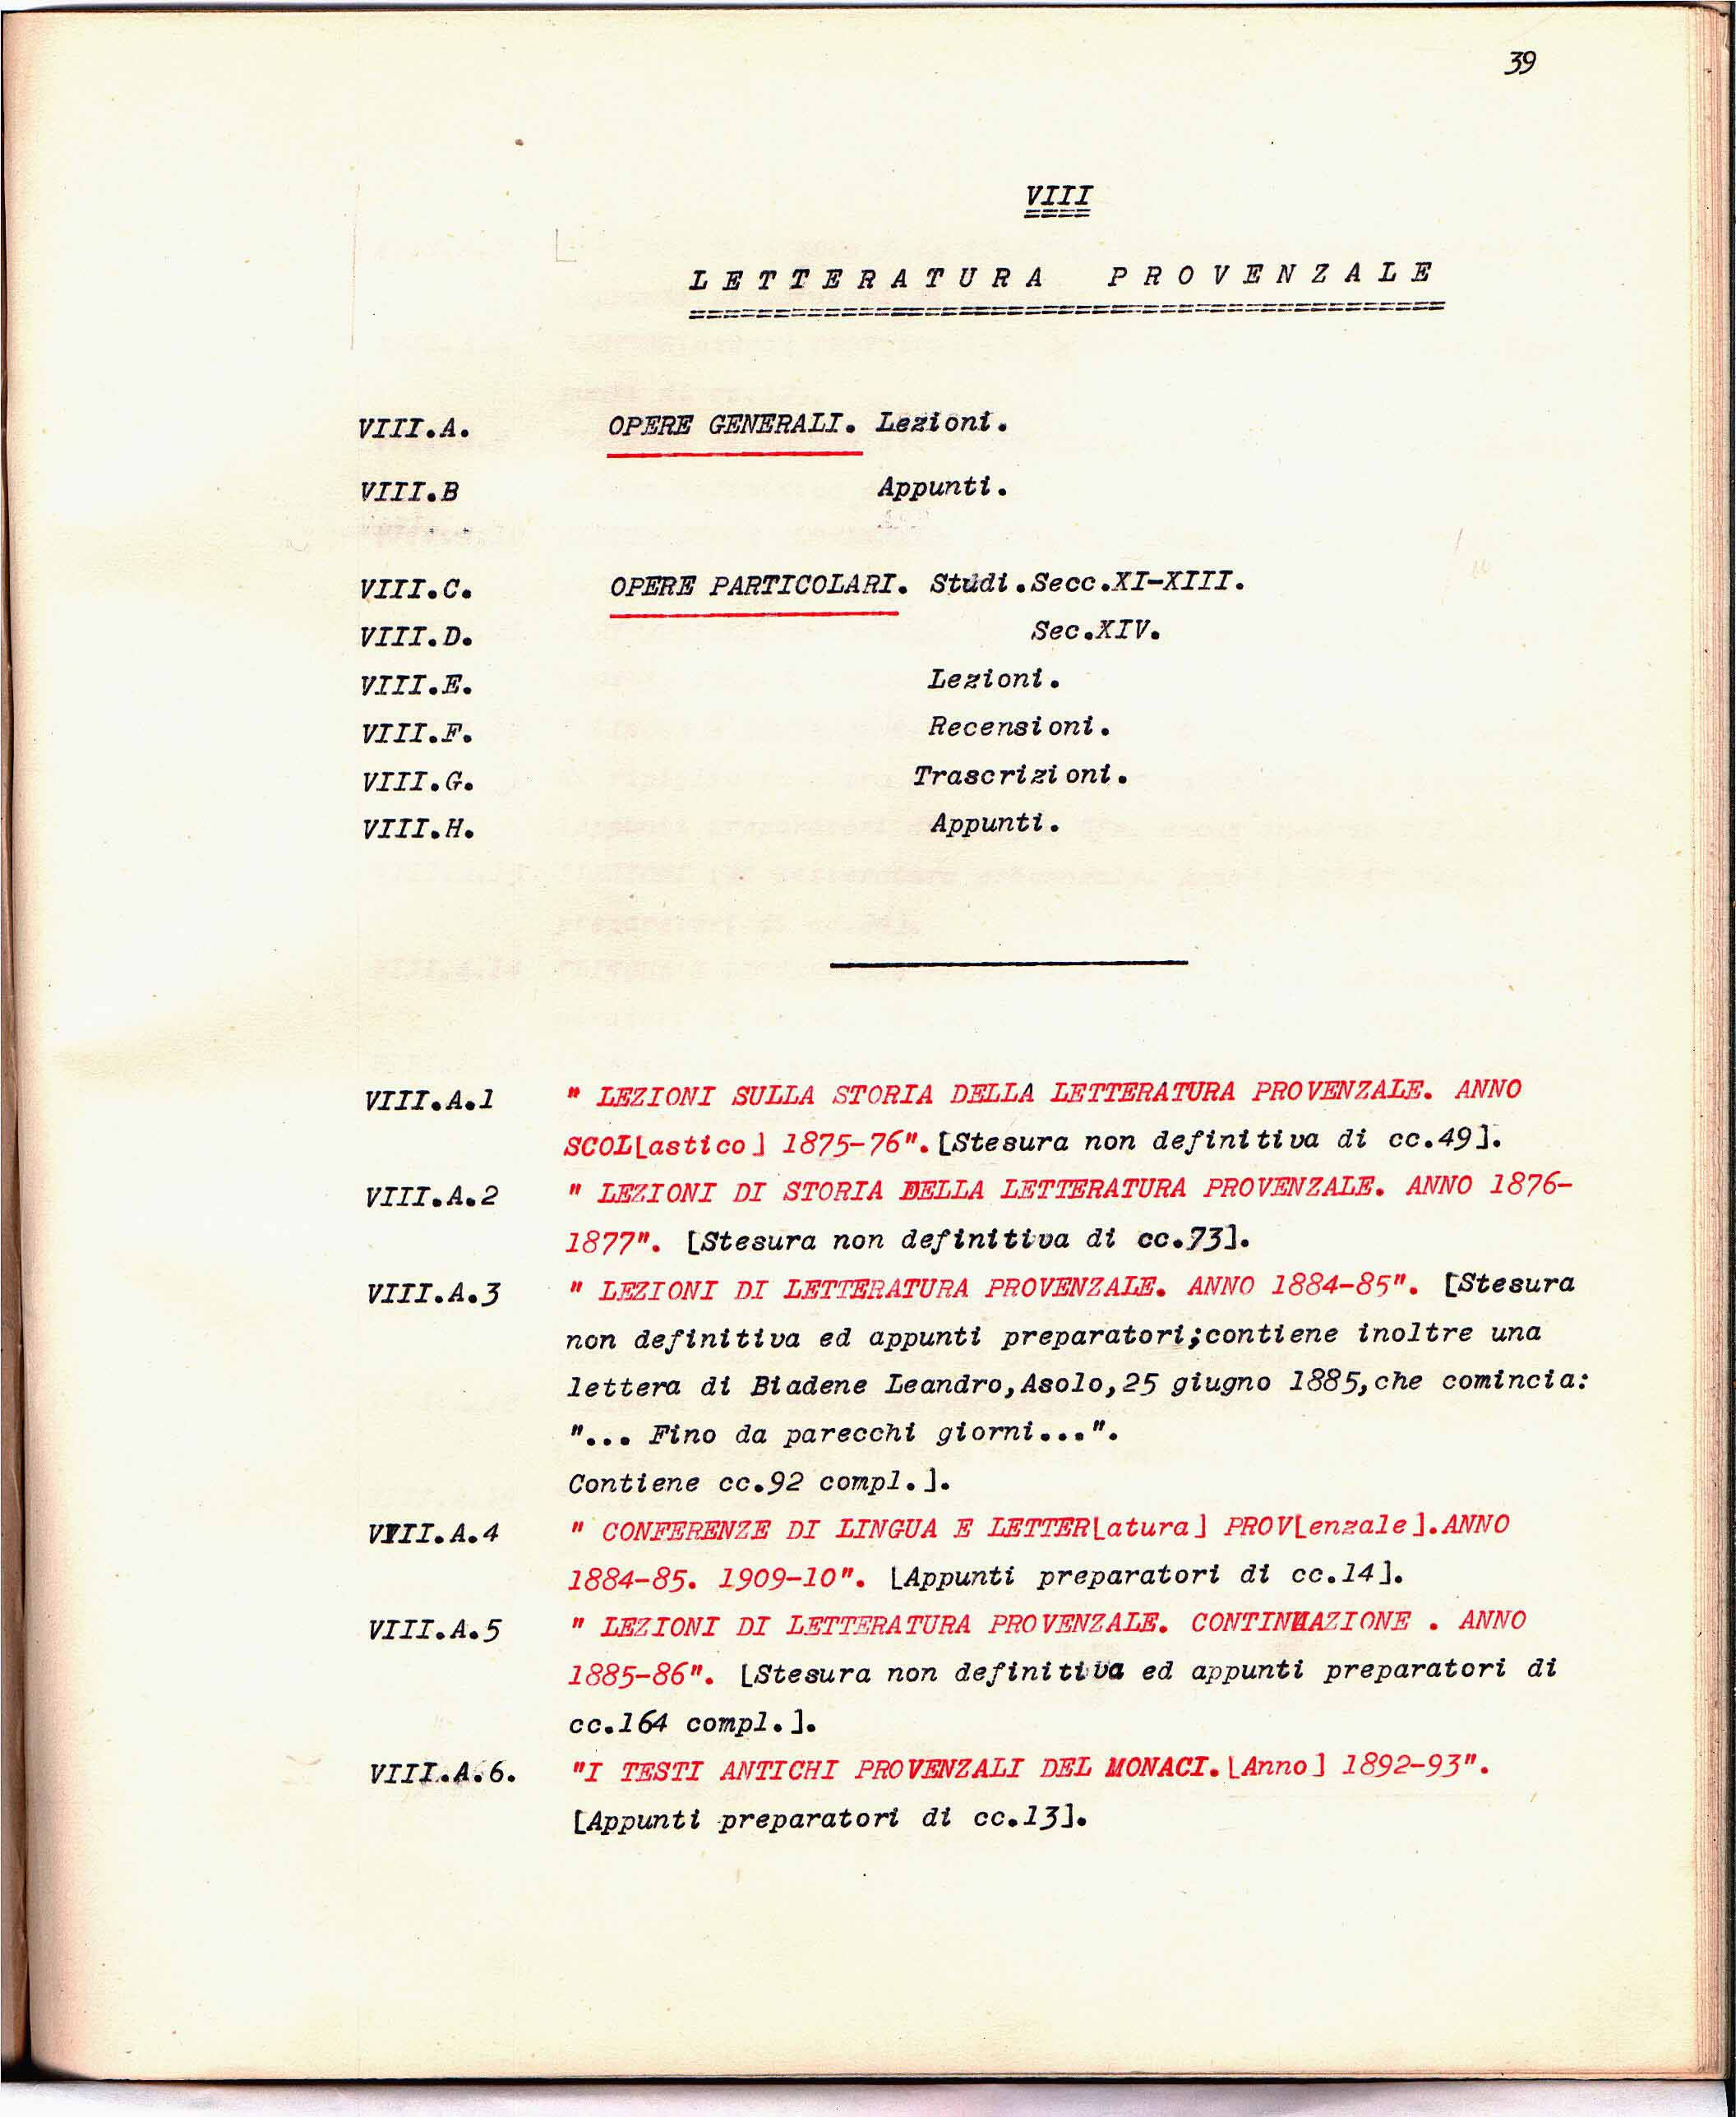 39
VIII
LETTERATURA PROVENZALE
VIII.A. OPERE GENERALI. Lezioni.
VIII.B Appunti.
VIII.C. OPERE PARTICOLARI. Studi.Secc.XI-XIII.
VIII.D. Sec.XIV.
VIII.E. Lezioni.
VIII.F. Recensioni.
VIII.G. Trascrizioni.
VIII.H. Appunti.
VIII.A.1 " LEZIONI SULLA STORIA DELLA LETTERATURA PROVENZALE. ANNO
SCOL[astico] 1875-76".[Stesura non definitiva di cc.49].
VIII.A.2 " LEZIONI DI STORIA DELLA LETTERATURA PROVENZALE. ANNO 1876-
1877". [Stesura non definitiva di cc.73].
VIII.A.3 " LEZIONI DI LETTERATURA PROVENZALE. ANNO 1884-85". [Stesura
non definitiva ed appunti preparatori;contiene inoltre una
lettera di Biadene Leandro,Asolo,25 giugno 1885,che comincia:
"... Fino da parecchi giorni...".
Contiene cc.92 compl.].
VIII.A.4 " CONFERENZE DI LINGUA E LETTER[atura] PROV[enzale].ANNO
1884-85. 1909-10". [Appunti preparatori di cc.14].
VIII.A.5 " LEZIONI DI LETTERATURA PROVENZALE. CONTINUAZIONE . ANNO
1885-86". [Stesura non definitiva ed appunti preparatori di
cc.164 compl.].
VIII.A.6. "I TESTI ANTICHI PROVENZALI DEL MONACI.[Anno] 1892-93".
[Appunti preparatori di cc.13].